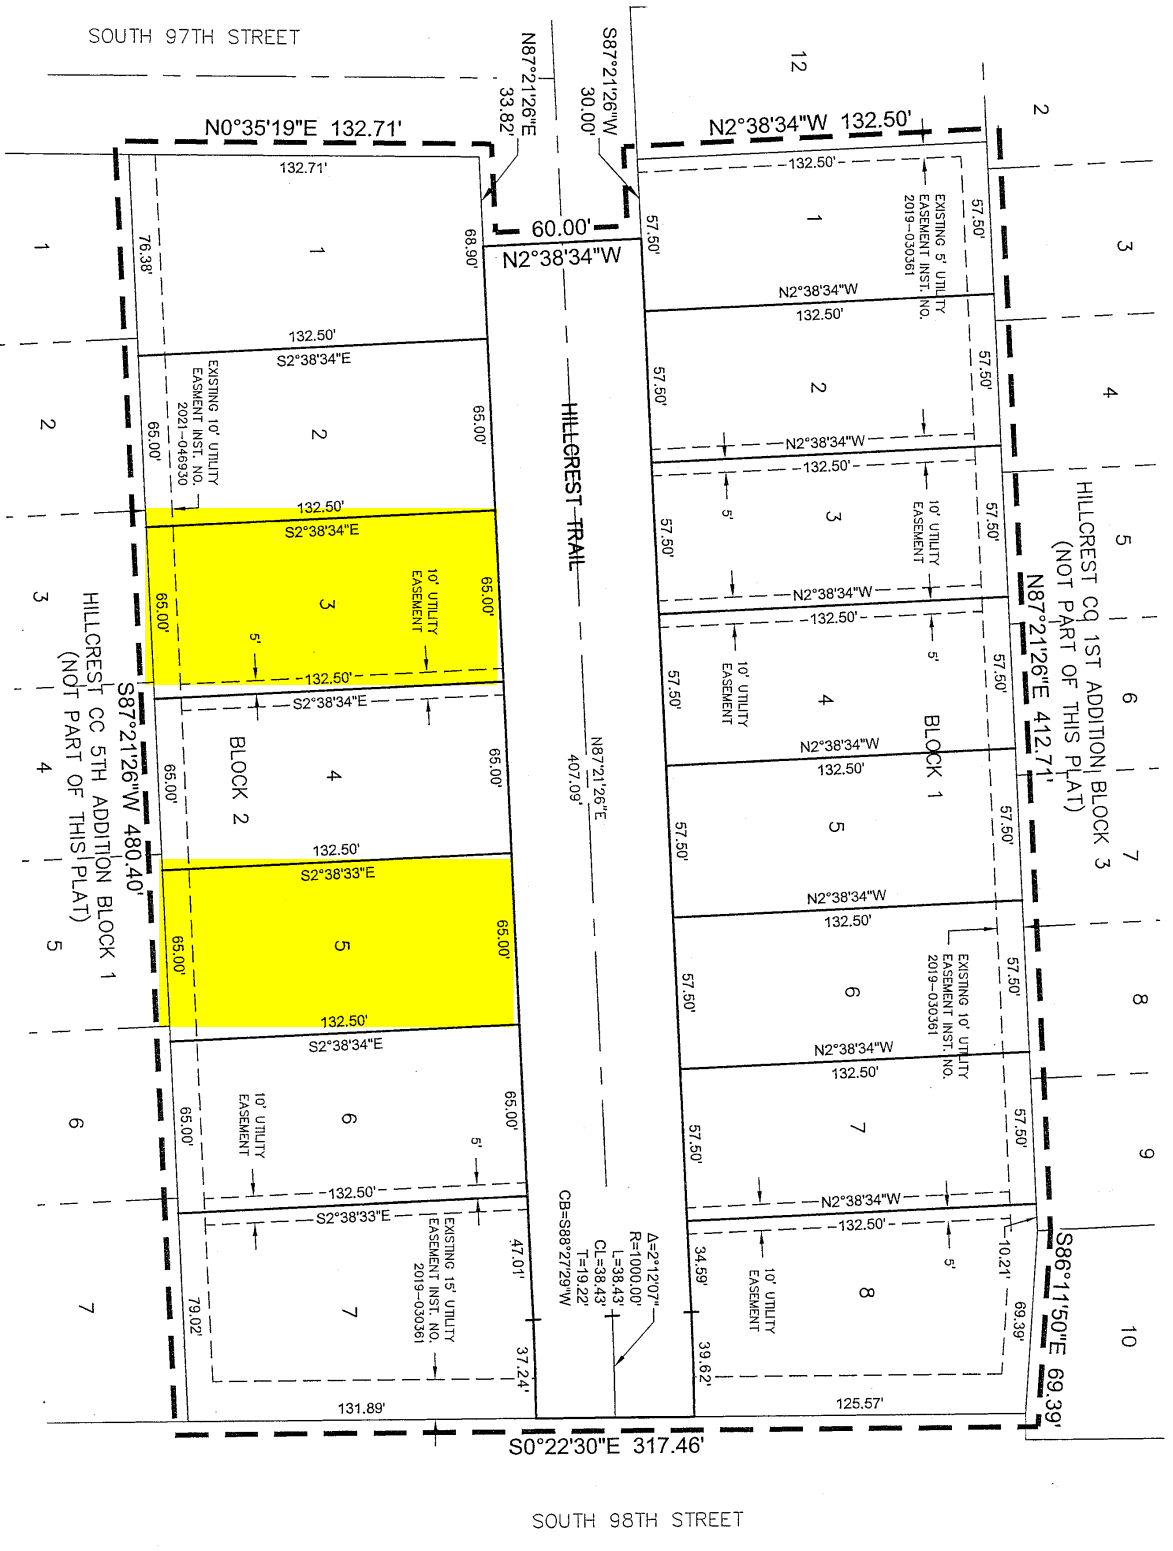 SOUTH 97TH STREET
N87°21'26"E
33.82'
S87°21'26"W
30.00'
12
2
N0°35'19"E 132.71'
N2°38'34"W 132.50'
132.71'
132.50'
1
76.38'
1
68.90'
60.00'
N2°38'34"W
57.50'
1
EXISTING 5' UTILITY
EASEMENT INST. NO.
2019-030361
57.50'
3
N2°38'34"W
132.50'
132.50'
S2°38'34"E
2
EXISTING 10' UTILITY
EASMENT INST. NO.
2021-046930
65.00'
2
65.00'
HILLCREST TRAIL
57.50'
2
57.50'
4
N2°38'34"W
132.50'
132.50'
S2°38'34"E
3
65.00'
3
5'
10' UTILITY
EASEMENT
65.00'
57.50'
5'
3
10' UTILITY
EASEMENT
57.50'
5
HILLCREST CC 1ST ADDITION BLOCK 3
(NOT PART OF THIS PLAT)
N87°21'26"E 412.71'
N2°38'34"W
132.50'
HILLCREST CC 5TH ADDITION BLOCK 1
(NOT PART OF THIS PLAT)
S87°21'26"W 480.40'
132.50'
S2°38'34"E
4
65.00'
BLOCK 2
4
65.00'
N87°21'26"E
407.09'
57.50'
10' UTILITY
EASEMENT
4
5'
BLOCK 1
57.50'
6
N2°38'34"W
132.50'
132.50'
S2°38'33"E
57.50'
5
57.50'
7
N2°38'34"W
132.50'
5
65.00'
5
65.00'
57.50'
6
EXISTING 10' UTILITY
EASEMENT INST. NO.
2019-030361
57.50'
8
132.50'
S2°38'34"E
N2°38'34"W
132.50'
6
65.00'
10' UTILITY
EASEMENT
6
5'
65.00'
57.50'
7
57.50'
9
132.50'
S2°38'33"E
N2°38'34"W
132.50'
7
79.02'
7
EXISTING 15' UTILITY
EASEMENT INST. NO.
2019-030361
47.01'
37.24'
Δ=2°12'07"
R=1000.00'
L=38.43'
CL=38.43'
T=19.22'
CB=S88°27'29"W
34.59'
39.62'
10' UTILITY
EASEMENT
8
5'
10.21'
69.39'
S86°11'50"E 69.39'
10
131.89'
125.57'
S0°22'30"E 317.46'
SOUTH 98TH STREET